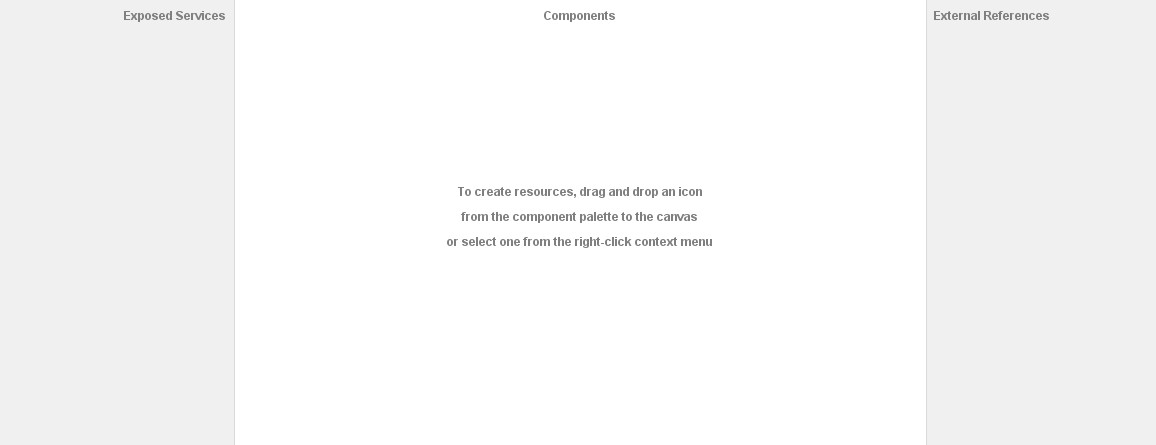 Exposed Services
Components
External References
To create resources, drag and drop an icon
from the component palette to the canvas
or select one from the right-click context menu